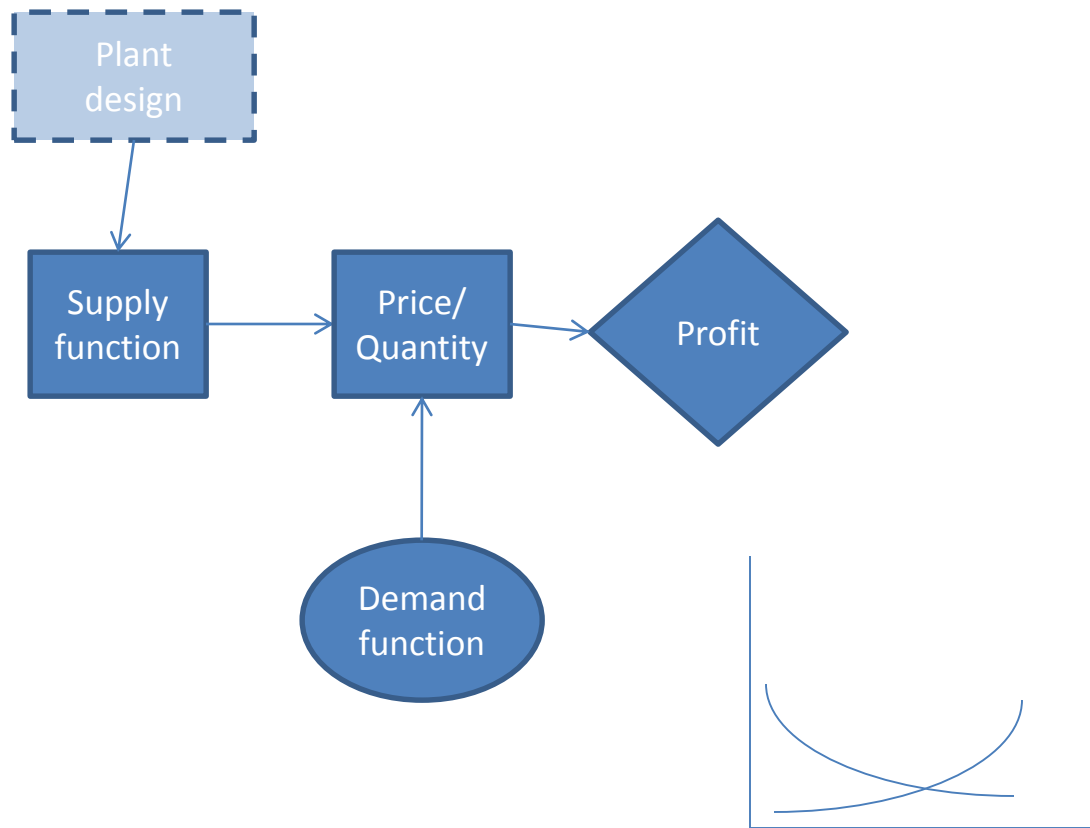 Plant
design
Supply
function
Price/
Quantity
Profit
Demand
function